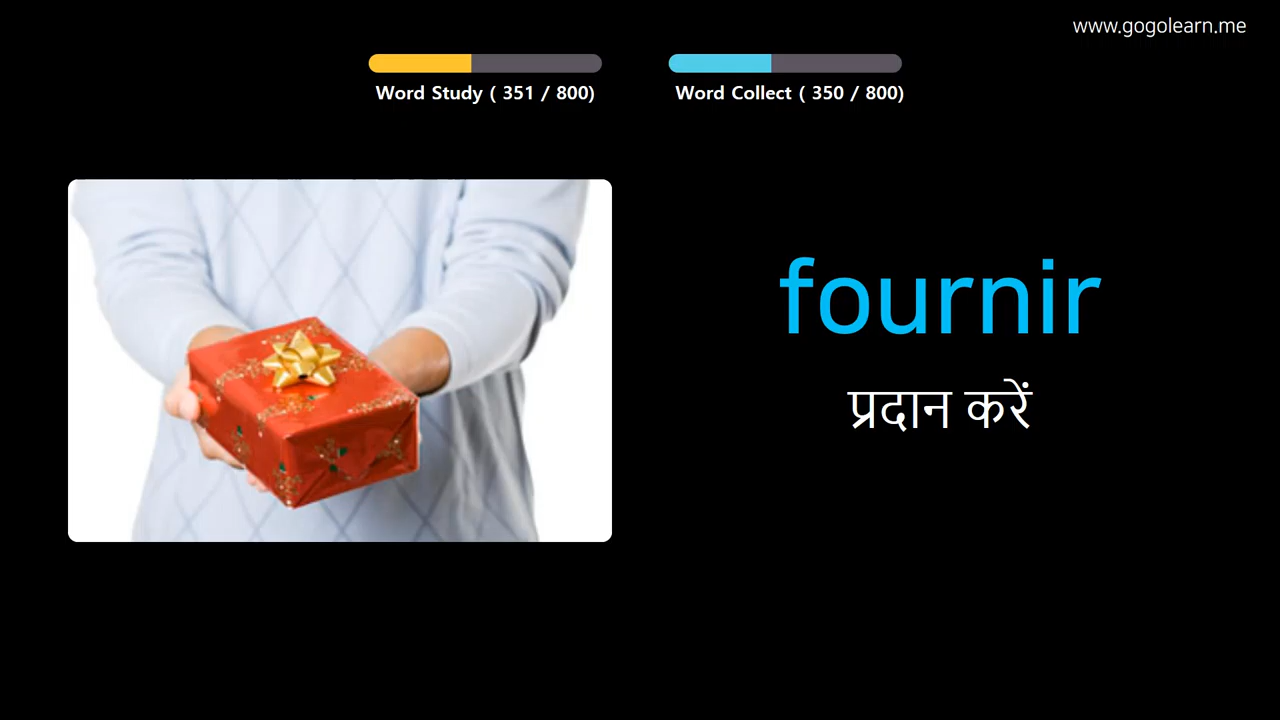 www.gogolearn.me
Word Study ( 351 / 800)
Word Collect ( 350 / 800)
fournir
प्रदान करें